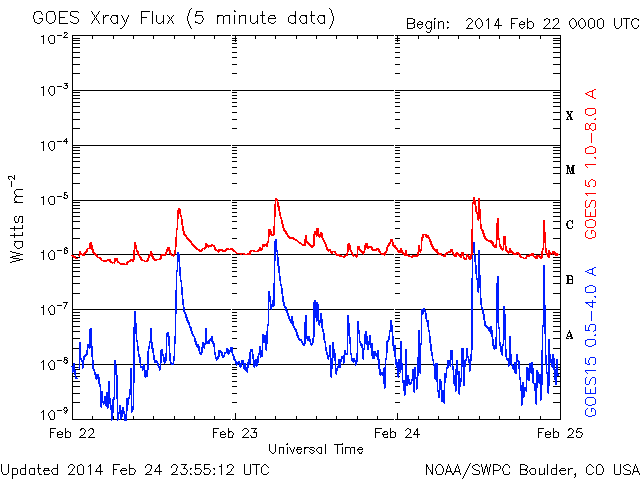 GOES Xray Flux (5 minute data)
Begin: 2014 Feb 22 0000 UTC
10⁻²
10⁻³
10⁻⁴
10⁻⁵
10⁻⁶
10⁻⁷
10⁻⁸
10⁻⁹
Watts m⁻²
X
M
C
B
A
GOES15 1.0-8.0 A
GOES15 0.5-4.0 A
Feb 22
Feb 23
Feb 24
Feb 25
Universal Time
Updated 2014 Feb 24 23:55:12 UTC
NOAA/SWPC Boulder, CO USA